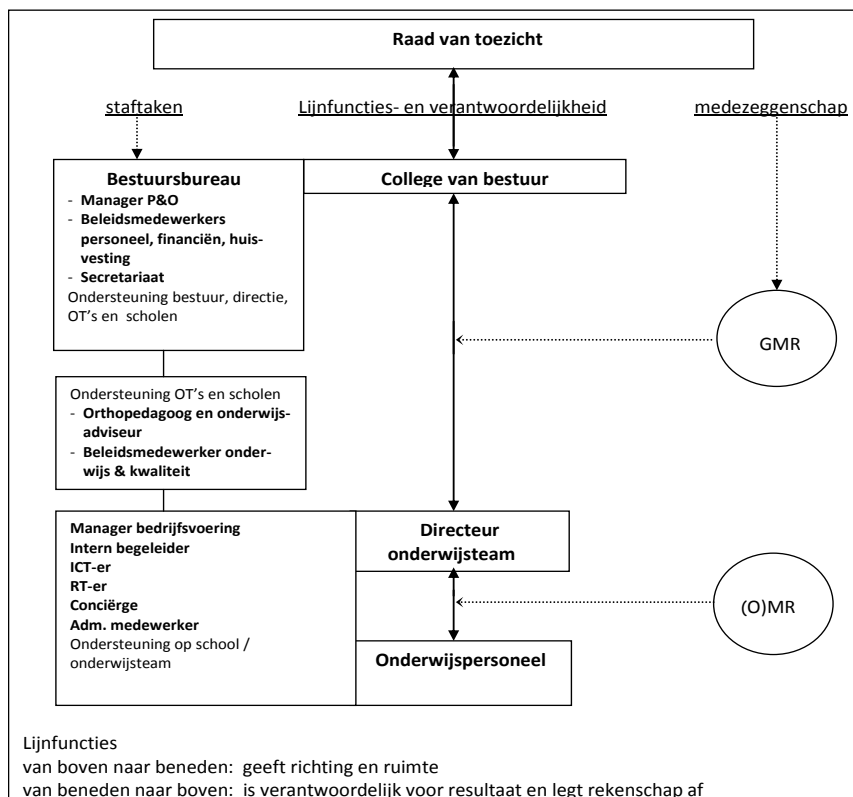 Raad van toezicht
staftaken
Lijnfuncties- en verantwoordelijkheid
medezeggenschap
Bestuursbureau
- Manager P&O
- Beleidsmedewerkers
personeel, financiën, huis-
vesting
- Secretariaat
Ondersteuning bestuur, directie,
OT's en scholen
College van bestuur
GMR
Ondersteuning OT's en scholen
- Orthopedagoog en onderwijs-
adviseur
- Beleidsmedewerker onder-
wijs & kwaliteit
Manager bedrijfsvoering
Intern begeleider
ICT-er
RT-er
Conciërge
Adm. medewerker
Ondersteuning op school /
onderwijsteam
Directeur
onderwijsteam
(O)MR
Onderwijspersoneel
Lijnfuncties
van boven naar beneden: geeft richting en ruimte
van beneden naar boven: is verantwoordelijk voor resultaat en legt rekenschap af